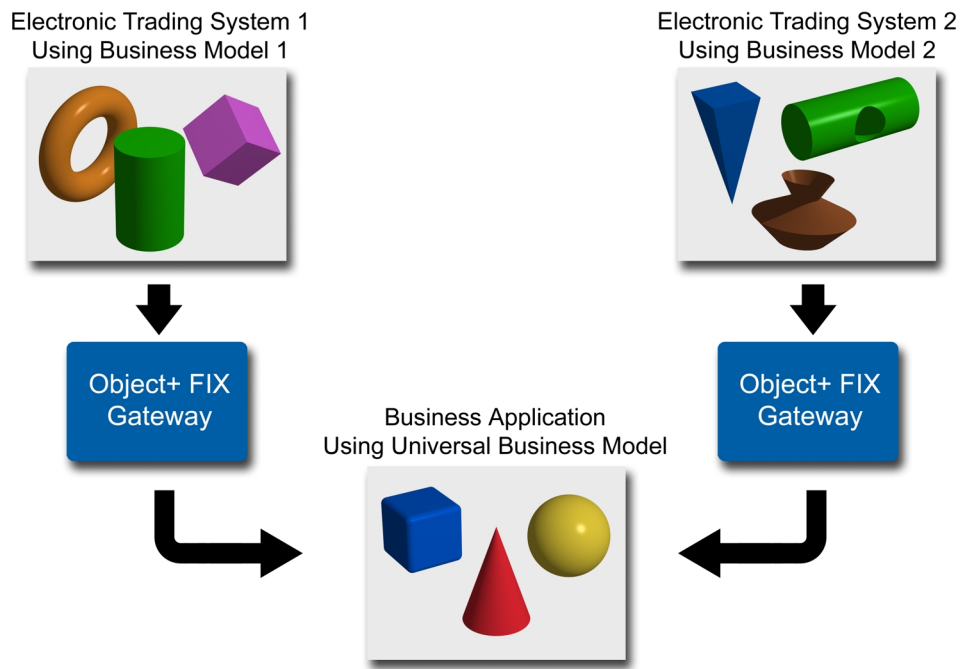 Electronic Trading System 1
Using Business Model 1
Electronic Trading System 2
Using Business Model 2
Object+ FIX
Gateway
Object+ FIX
Gateway
Business Application
Using Universal Business Model